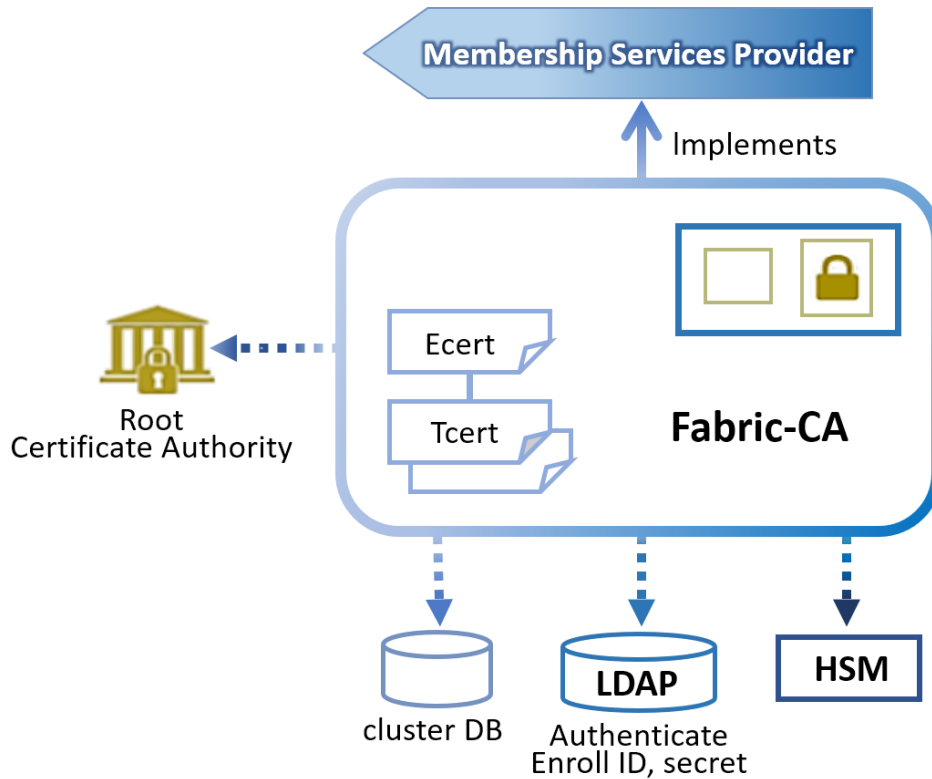 Membership Services Provider
Implements
Ecert
Tcert
Fabric-CA
Root
Certificate Authority
cluster DB
LDAP
Authenticate
Enroll ID, secret
HSM